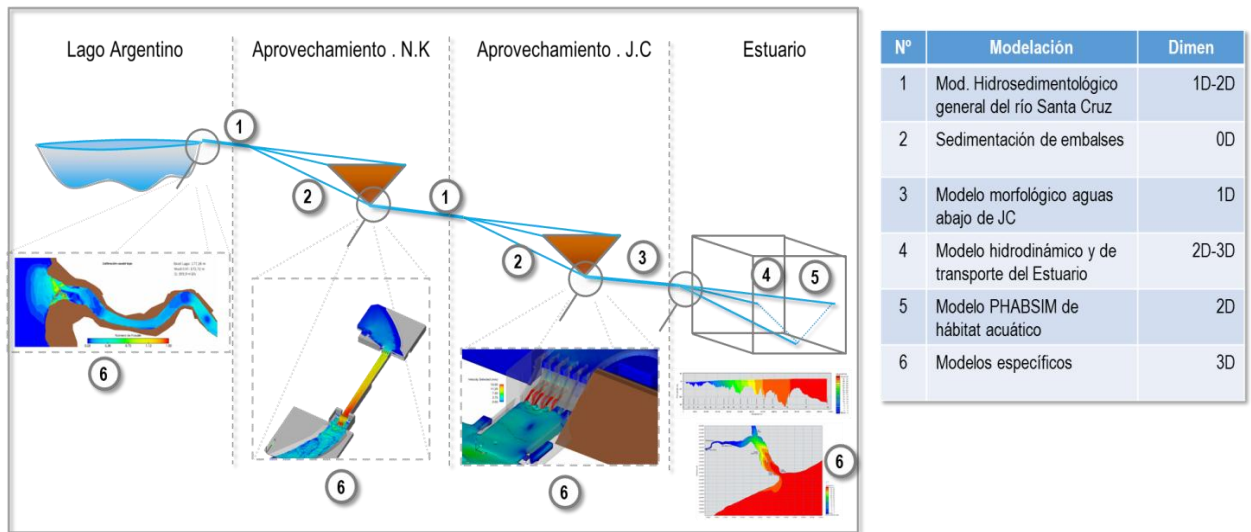 Lago Argentino
Aprovechamiento . N.K
Aprovechamiento . J.C
Estuario
1
2
1
2
3
4
5
6
6
6
6
Nº Modelación Dimen
1 Mod. Hidrosedimentológico 1D-2D
general del río Santa Cruz
2 Sedimentación de embalses 0D
3 Modelo morfológico aguas 1D
abajo de JC
4 Modelo hidrodinámico y de 2D-3D
transporte del Estuario
5 Modelo PHABSIM de 2D
hábitat acuático
6 Modelos específicos 3D